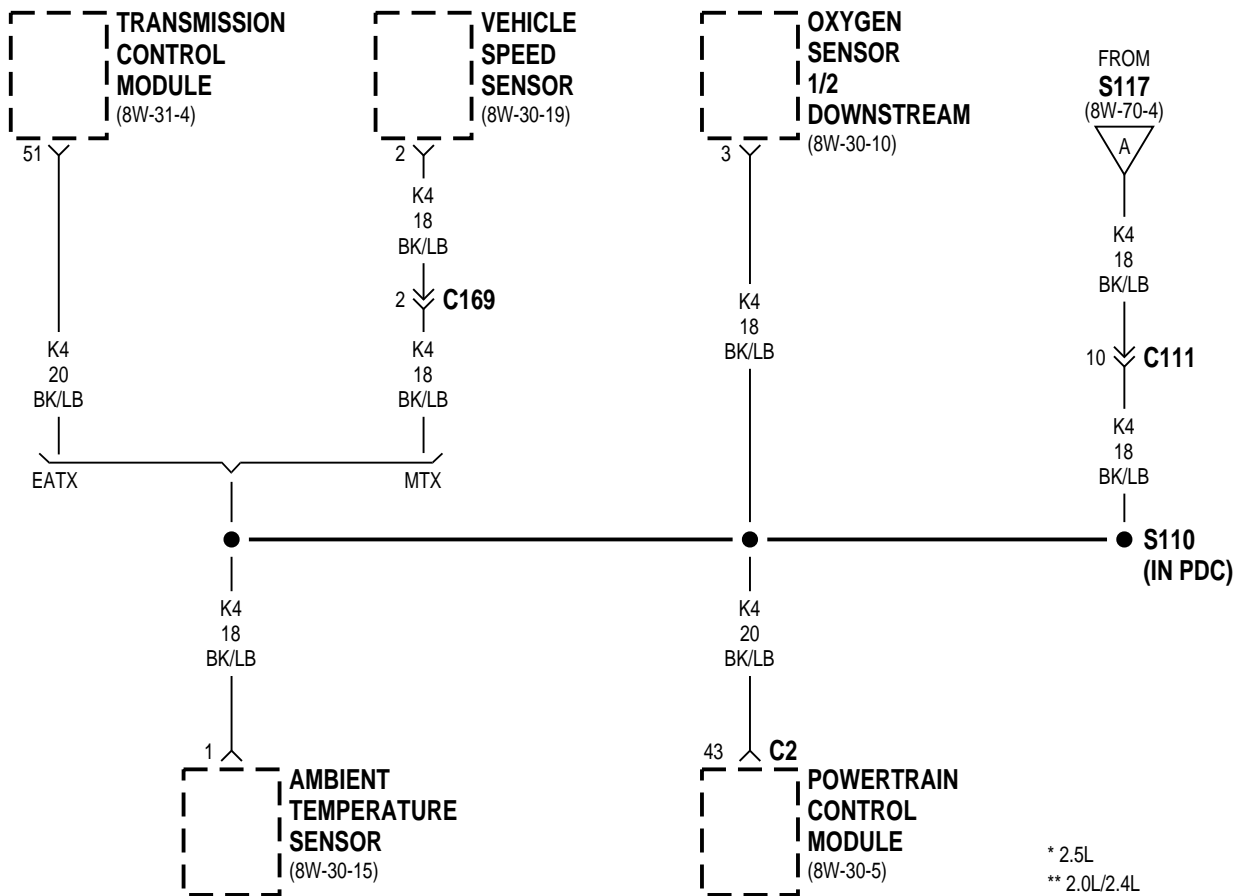 TRANSMISSION
CONTROL
MODULE
(8W-31-4)
51
K4
20
BK/LB
EATX
VEHICLE
SPEED
SENSOR
(8W-30-19)
2
K4
18
BK/LB
2 C169
K4
18
BK/LB
MTX
OXYGEN
SENSOR
1/2
DOWNSTREAM
(8W-30-10)
3
K4
18
BK/LB
FROM
S117
(8W-70-4)
A
K4
18
BK/LB
10 C111
K4
18
BK/LB
S110
(IN PDC)
K4
18
BK/LB
1
AMBIENT
TEMPERATURE
SENSOR
(8W-30-15)
K4
20
BK/LB
43 C2
POWERTRAIN
CONTROL
MODULE
(8W-30-5)
* 2.5L
** 2.0L/2.4L